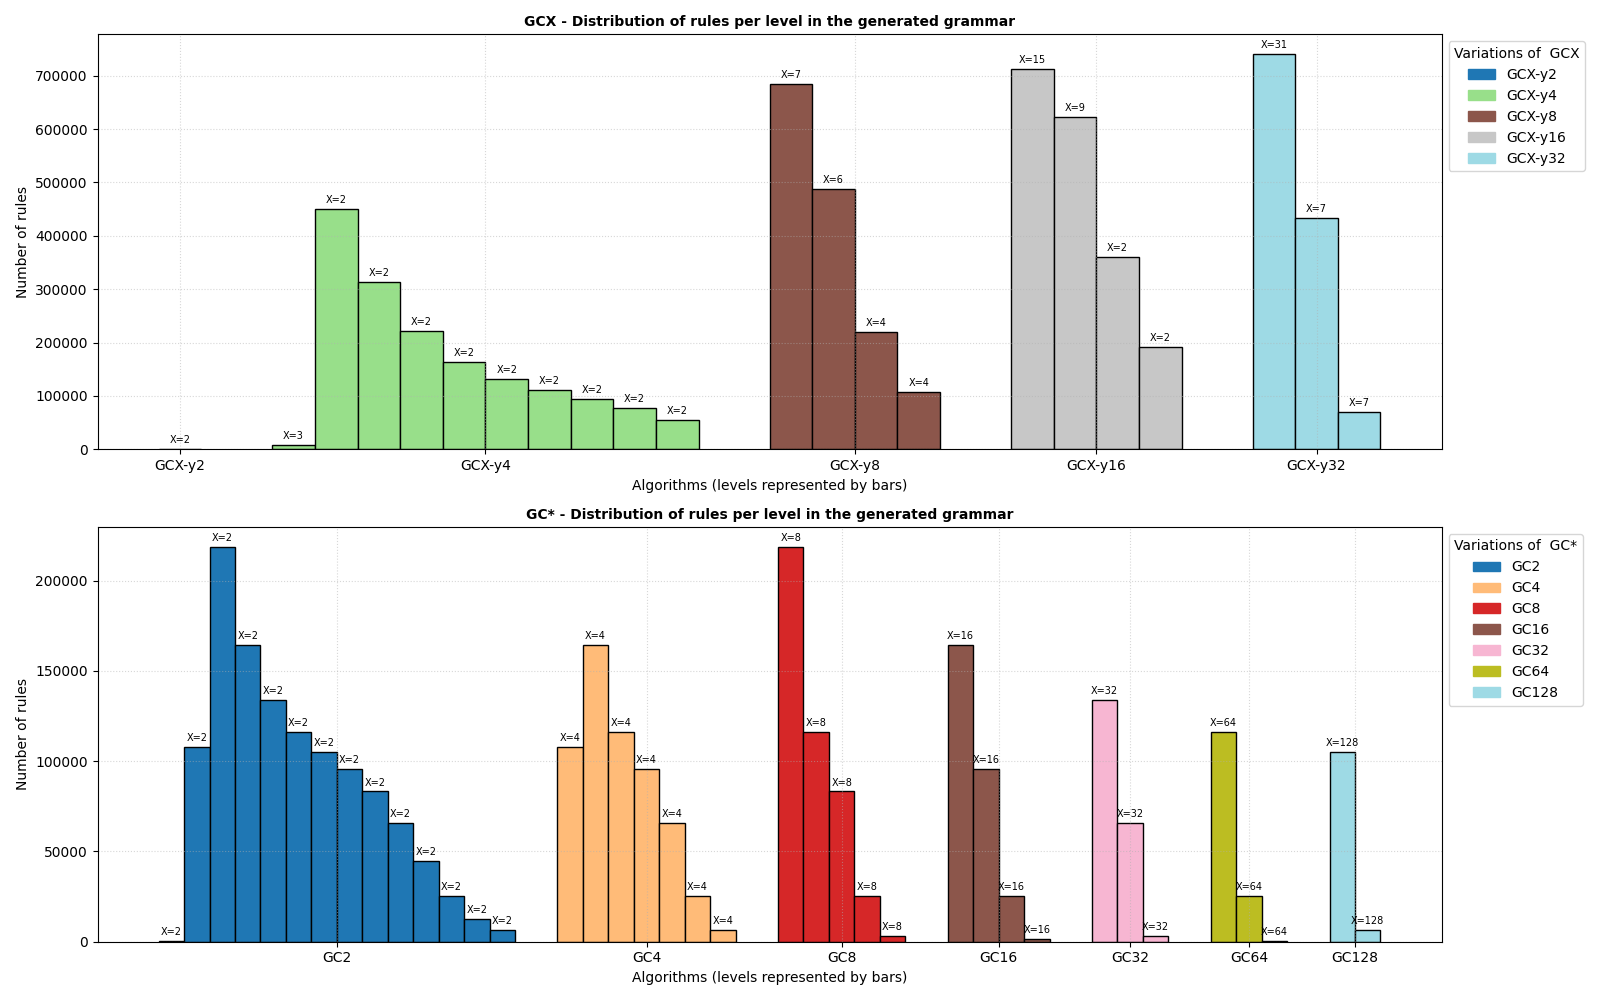 GCX - Distribution of rules per level in the generated grammar
Number of rules
700000
600000
500000
400000
300000
200000
100000
0
X=2
X=3
X=2
X=2
X=2
X=2
X=2
X=2
X=2
X=2
X=2
X=7
X=6
X=4
X=4
X=15
X=9
X=2
X=2
X=31
X=7
X=7
GCX-y2
GCX-y4
GCX-y8
GCX-y16
GCX-y32
Algorithms (levels represented by bars)
Variations of GCX
GCX-y2
GCX-y4
GCX-y8
GCX-y16
GCX-y32
GC* - Distribution of rules per level in the generated grammar
Number of rules
200000
150000
100000
50000
0
X=2
X=2
X=2
X=2
X=2
X=2
X=2
X=2
X=2
X=2
X=2
X=2
X=2
X=2
X=4
X=4
X=4
X=4
X=4
X=4
X=4
X=8
X=8
X=8
X=8
X=8
X=16
X=16
X=16
X=16
X=32
X=32
X=32
X=64
X=64
X=64
X=128
X=128
GC2
GC4
GC8
GC16
GC32
GC64
GC128
Algorithms (levels represented by bars)
Variations of GC*
GC2
GC4
GC8
GC16
GC32
GC64
GC128